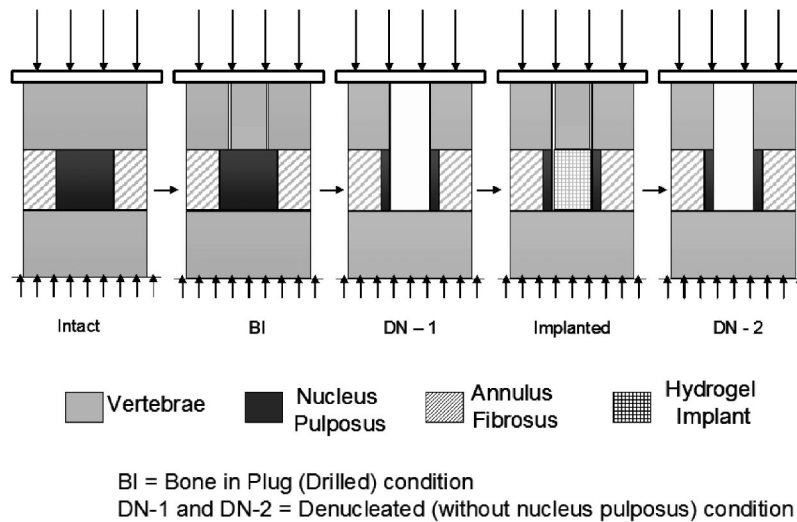 Intact
BI
DN – 1
Implanted
DN - 2
Vertebrae
Nucleus
Pulposus
Annulus
Fibrosus
Hydrogel
Implant
BI = Bone in Plug (Drilled) condition
DN-1 and DN-2 = Denucleated (without nucleus pulposus) condition